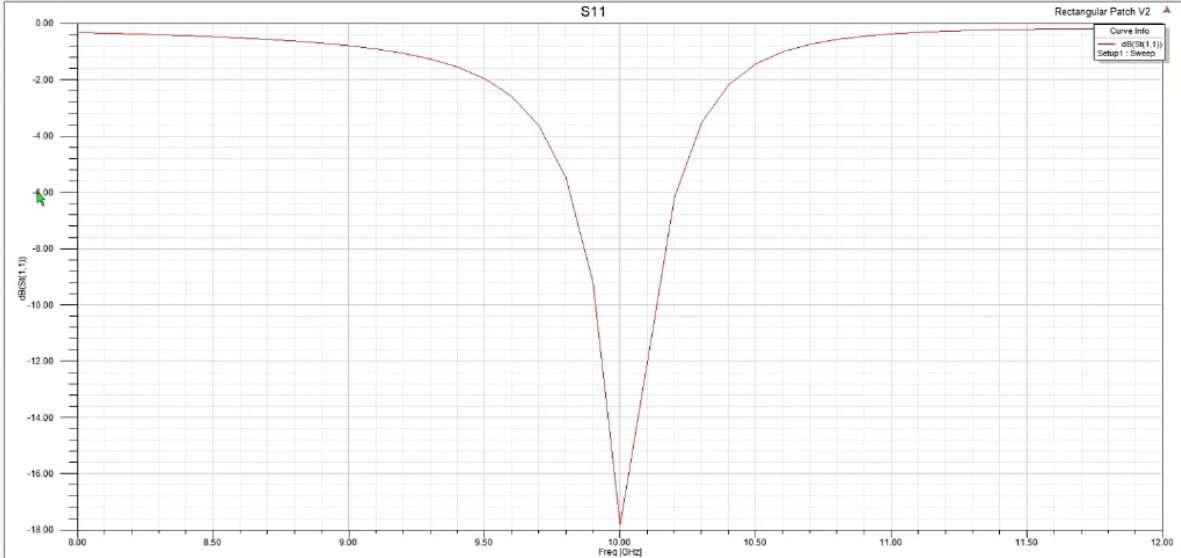 S11
Rectangular Patch V2
Curve Info
dB(St(1,1))
Setup1 : Sweep
0.00
-2.00
-4.00
-6.00
-8.00
-10.00
-12.00
-14.00
-16.00
-18.00
dB(St(1,1))
8.00 8.50 9.00 9.50 10.00 10.50 11.00 11.50 12.00
Freq [GHz]